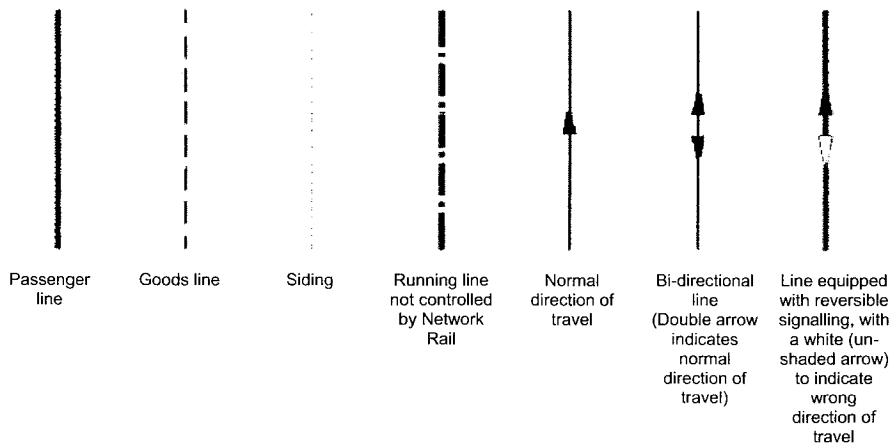 Passenger
line
Goods line
Siding
Running line
not controlled
by Network
Rail
Normal
direction of
travel
Bi-directional
line
(Double arrow
indicates
normal
direction of
travel)
Line equipped
with reversible
signalling, with
a white (un-
shaded arrow)
to indicate
wrong
direction of
travel